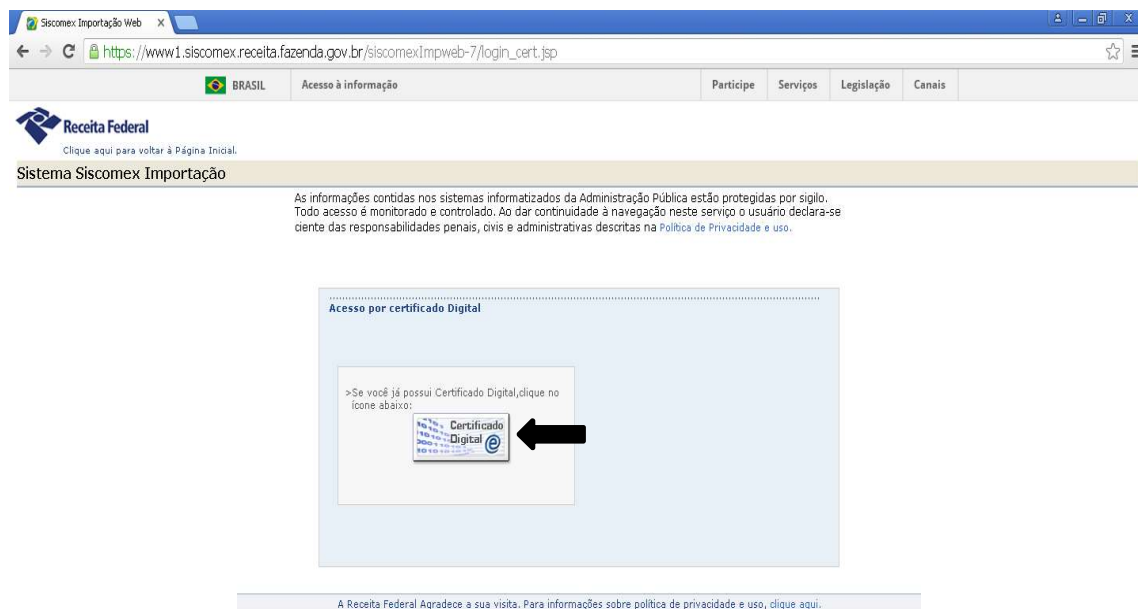 Siscomex Importação Web
https://www1.siscomex.receita.fazenda.gov.br/siscomexImpweb-7/login_cert.jsp
BRASIL Acesso à informação Participe Serviços Legislação Canais
Receita Federal
Clique aqui para voltar à Página Inicial.
Sistema Siscomex Importação
As informações contidas nos sistemas informatizados da Administração Pública estão protegidas por sigilo.
Todo acesso é monitorado e controlado. Ao dar continuidade à navegação neste serviço o usuário declara-se
ciente das responsabilidades penais, civis e administrativas descritas na Política de Privacidade e uso.
Acesso por certificado Digital
>Se você já possui Certificado Digital,clique no
ícone abaixo:
Certificado
Digital
A Receita Federal Agradece a sua visita. Para informações sobre política de privacidade e uso, clique aqui.